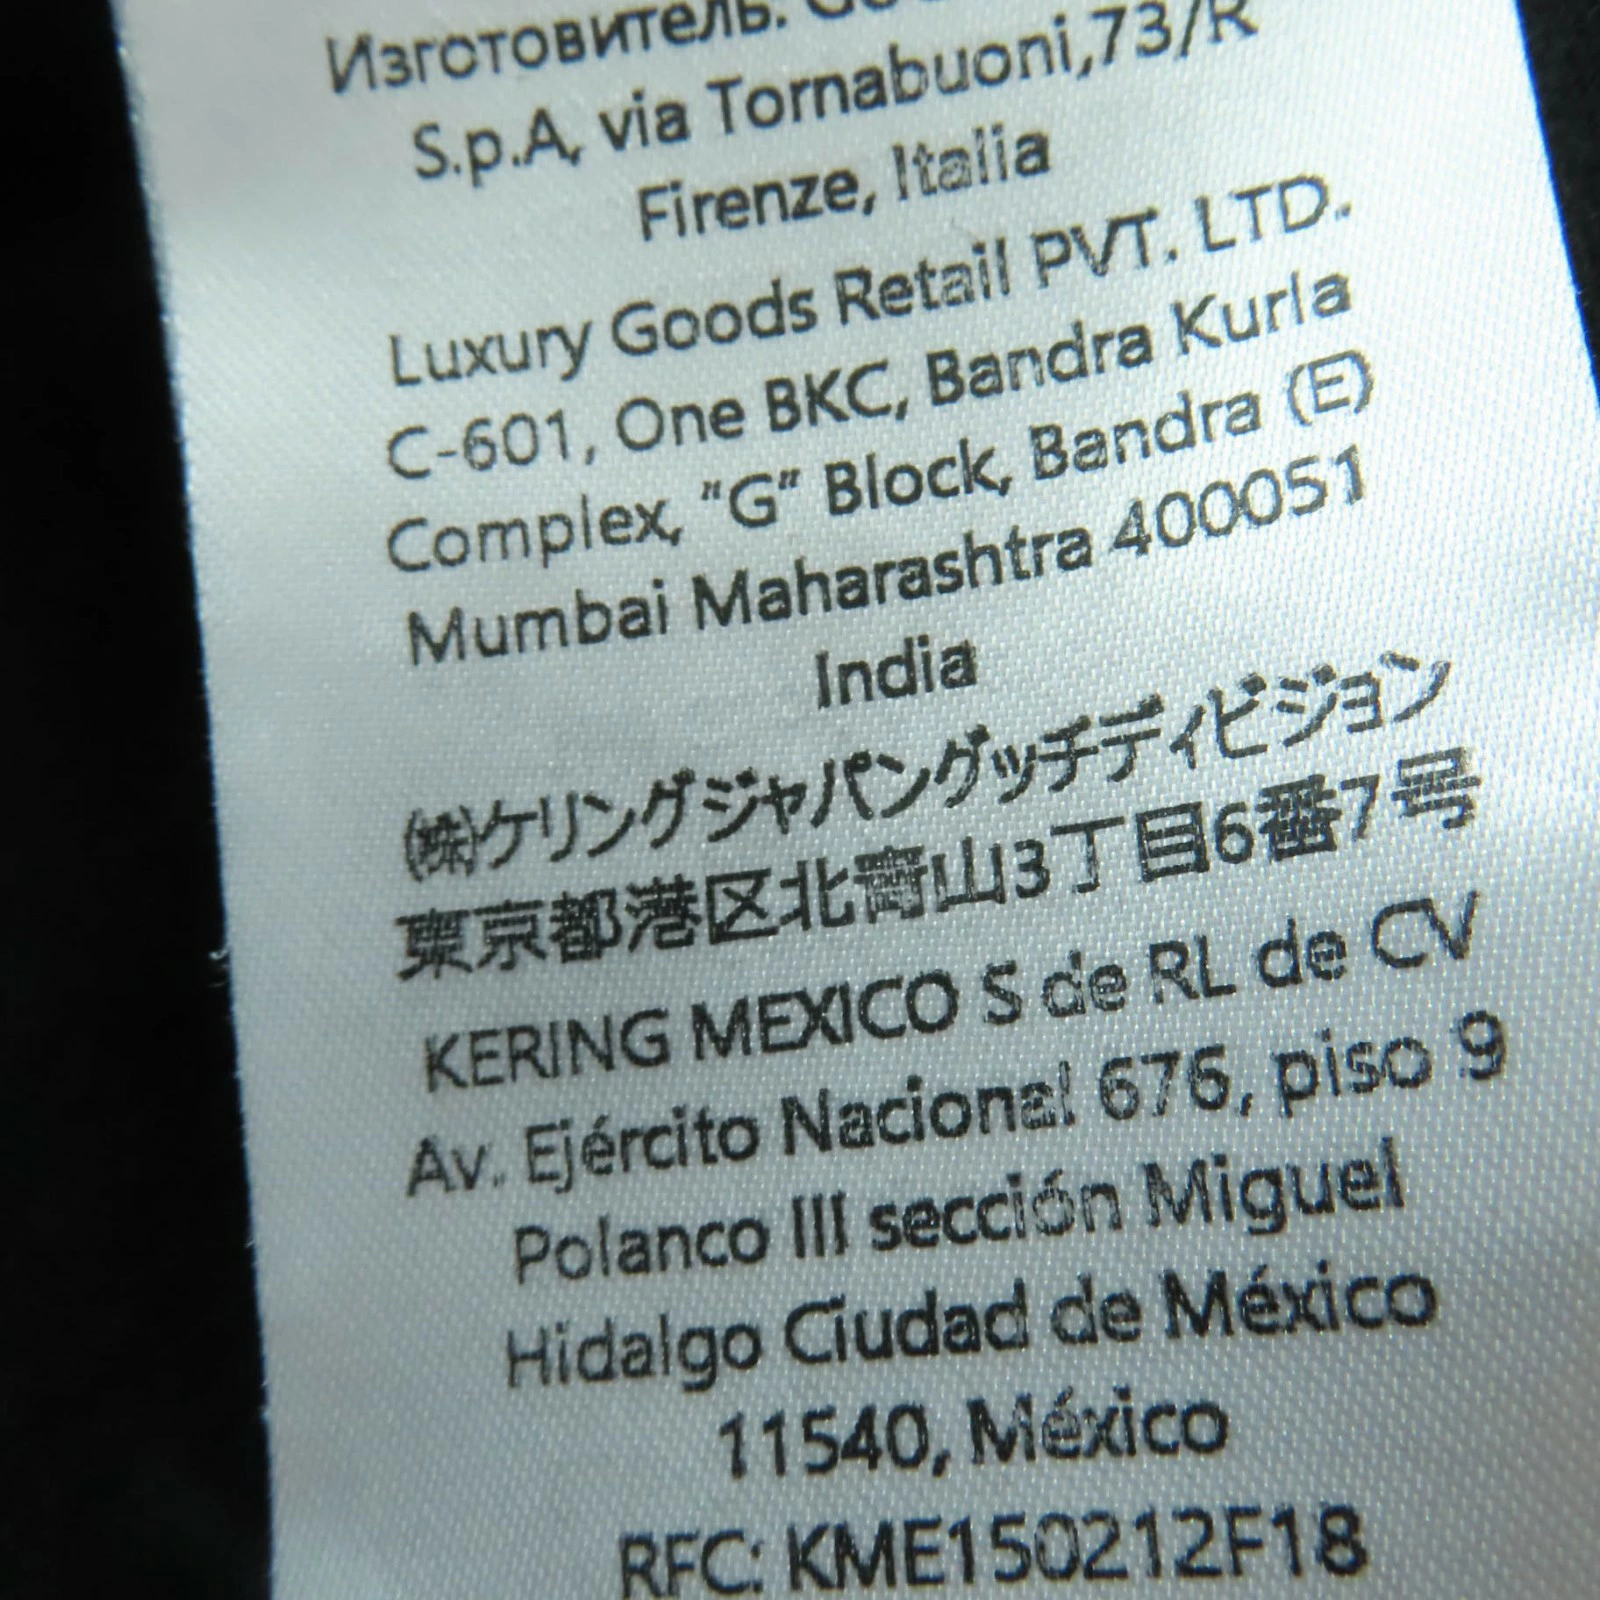 Изготовитель:
S.p.A, via Tornabuoni,73/R
Firenze, Italia
Luxury Goods Retail PVT. LTD.
C-601, One BKC, Bandra Kurla
Complex, "G" Block, Bandra (E)
Mumbai Maharashtra 400051
India
㈱ケリングジャパングッチディビジョン
東京都港区北青山3丁目6番7号
KERING MEXICO S de RL de CV
Av. Ejército Nacional 676, piso 9
Polanco III sección Miguel
Hidalgo Ciudad de México
11540, México
RFC: KME150212F18